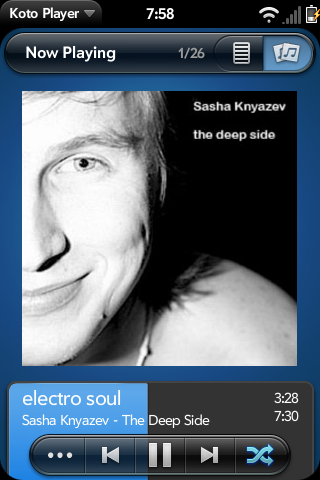 Koto Player 7:58
Now Playing 1/26
Sasha Knyazev
the deep side
electro soul 3:28
Sasha Knyazev - The Deep Side 7:30